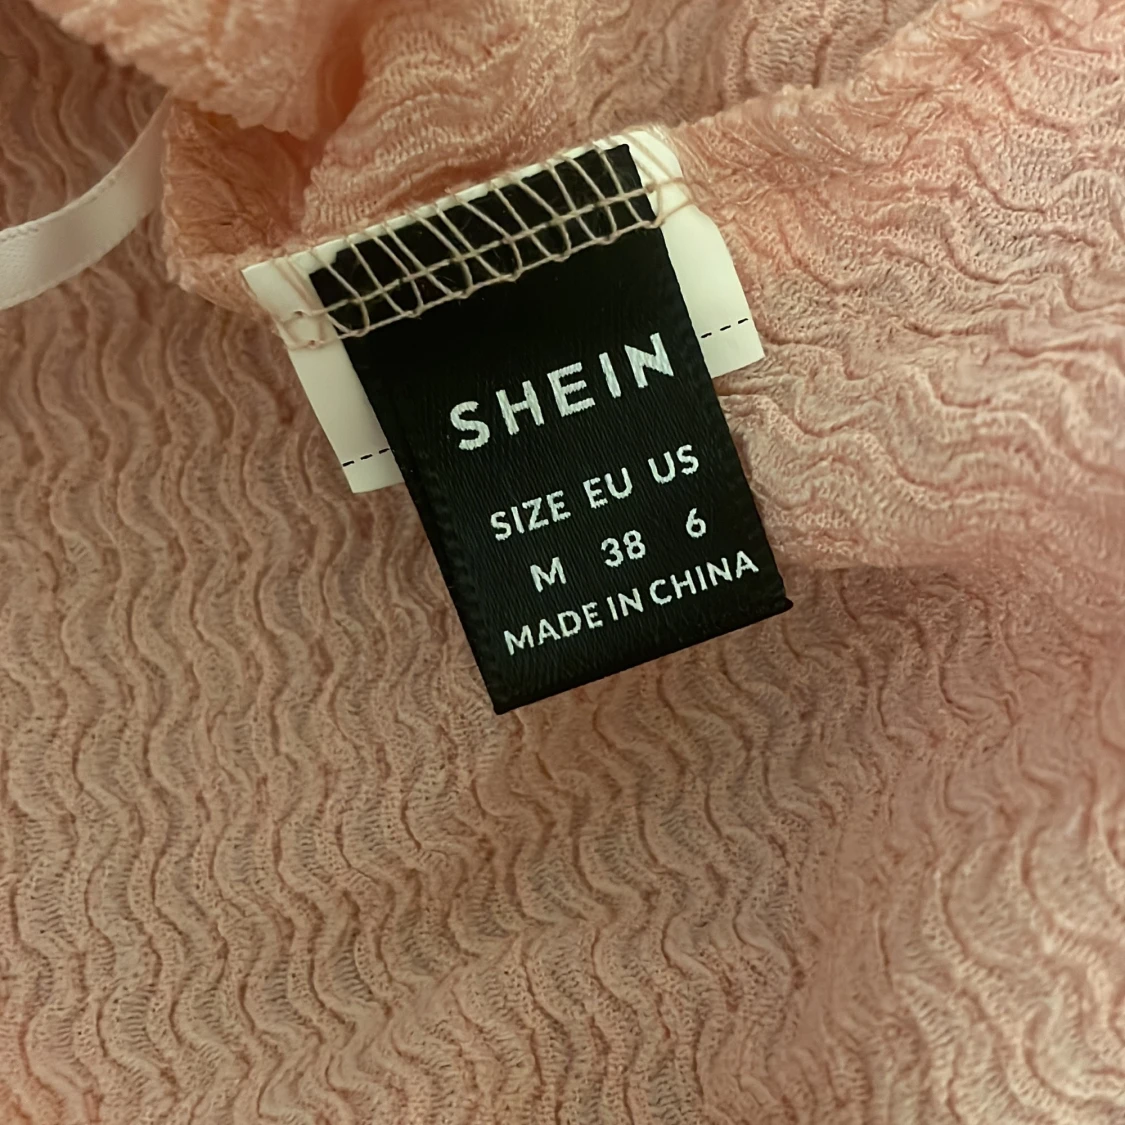 SHEIN
SIZE EU US
M 38 6
MADE IN CHINA